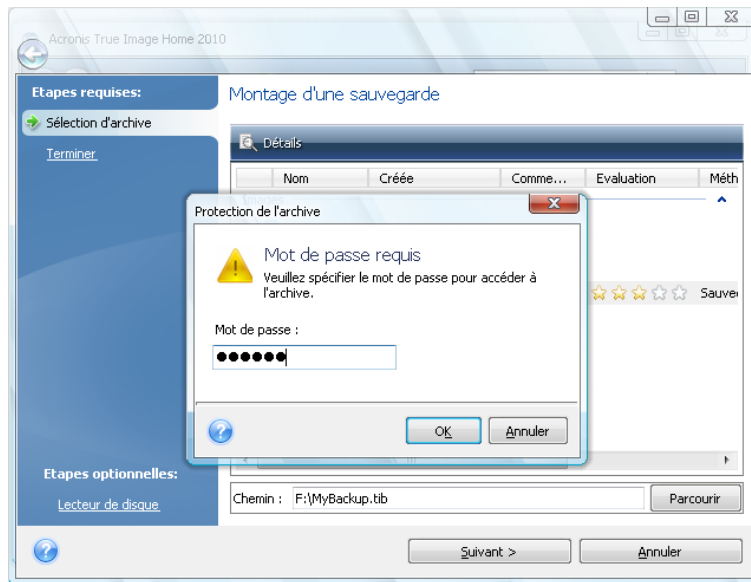 Acronis True Image Home 2010
Etapes requises:
Sélection d'archive
Terminer
Montage d'une sauvegarde
Détails
Nom Créée Comme... Evaluation Méth
Protection de l'archive
Mot de passe requis
Veuillez spécifier le mot de passe pour accéder à
l'archive.
Mot de passe :
●●●●●●
OK Annuler
Etapes optionnelles:
Lecteur de disque
Chemin : F:\MyBackup.tib Parcourir
Suivant > Annuler